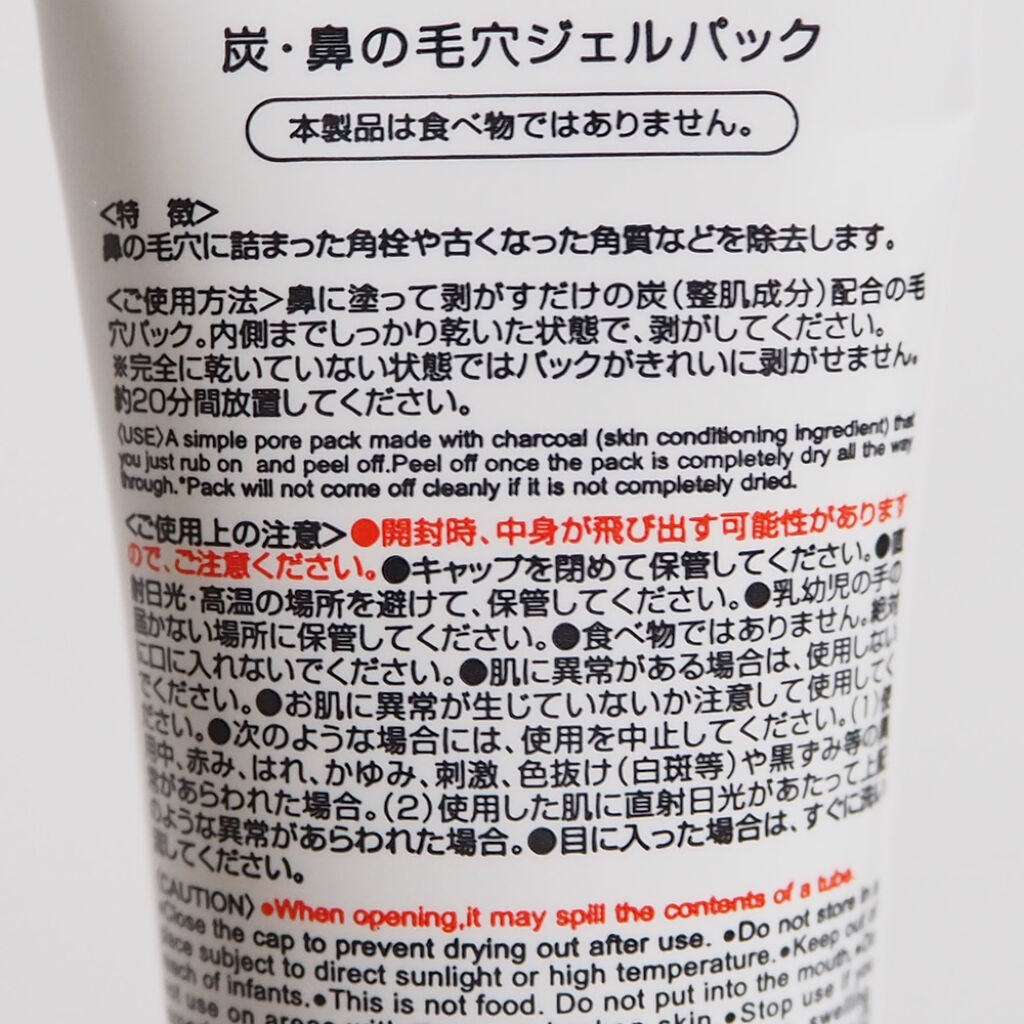 炭・鼻の毛穴ジェルパック
本製品は食べ物ではありません。
<特 徴>
鼻の毛穴に詰まった角栓や古くなった角質などを除去します。
<ご使用方法>鼻に塗って剥がすだけの炭(整肌成分)配合の毛
穴パック。内側までしっかり乾いた状態で、剥がしてください。
※完全に乾いていない状態ではパックがきれいに剥がせません。
約20分間放置してください。
〈USE〉A simple pore pack made with charcoal (skin conditioning ingredient) that
you just rub on and peel off.Peel off once the pack is completely dry all the way
through.*Pack will not come off cleanly if it is not completely dried.
<ご使用上の注意>●開封時、中身が飛び出す可能性があります
ので、ご注意ください。●キャップを閉めて保管してください。●直
射日光・高温の場所を避けて、保管してください。●乳幼児の手の
届かない場所に保管してください。●食べ物ではありません。絶対
に口に入れないでください。●肌に異常がある場合は、使用しない
でください。●お肌に異常が生じていないか注意して使用してく
ださい。●次のような場合には、使用を中止してください。(1)使
用中、赤み、はれ、かゆみ、刺激、色抜け(白斑等)や黒ずみ等の異
常があらわれた場合。(2)使用した肌に直射日光があたって上記
のような異常があらわれた場合。●目に入った場合は、すぐに洗い
流してください。
〈CAUTION〉●When opening,it may spill the contents of a tube.
●Close the cap to prevent drying out after use. ●Do not store in a
place subject to direct sunlight or high temperature.●Keep out of
reach of infants.●This is not food. Do not put into the mouth.●Do
not use on areas with skin.●Stop use if you
swelling